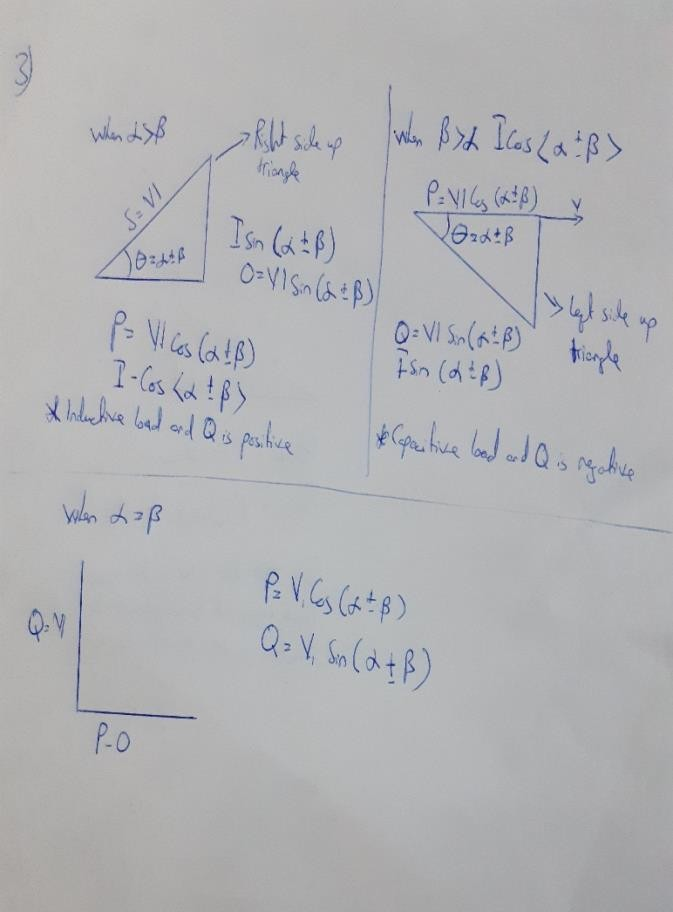 3)
When α>β
Right side up
triangle
S=VI
θ=α±β
I sin (α±β)
Q=VI Sin(α±β)
P= VI Cos(α±β)
I-Cos<α±β>
* Inductive load and Q is positive
When β>α I Cos<α±β>
P=VI Cos(α±β)
V
θ=α±β
Left side up
triangle
Q=VI Sin(α±β)
I sin (α±β)
* Capacitive load and Q is negative
When α=β
Q=VI
P-0
P= V, Cos(α±β)
Q= V, Sin(α±β)